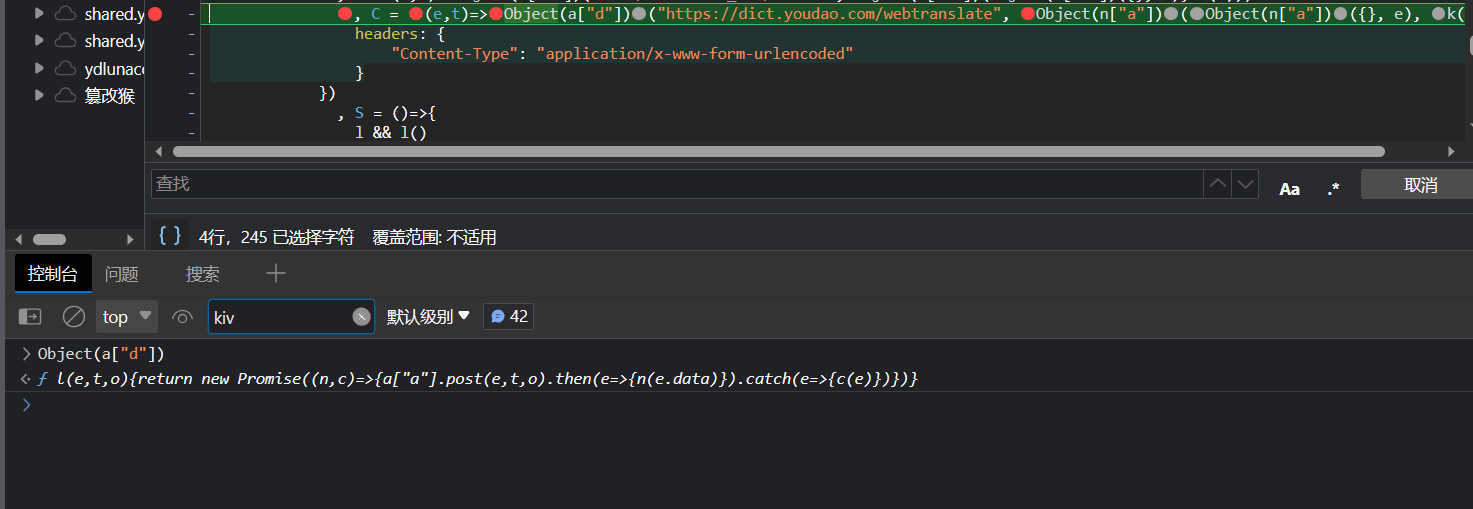 shared.y
shared.y
ydlunaco
篡改猴
, C = (e,t)=>Object(a["d"])("https://dict.youdao.com/webtranslate", Object(n["a"])(Object(n["a"])({}, e), k(
headers: {
"Content-Type": "application/x-www-form-urlencoded"
}
})
, S = ()=>{
l && l()
查找
Aa
.*
取消
{ } 4行，245 已选择字符 覆盖范围: 不适用
控制台 问题 搜索
top kiv 默认级别 42
Object(a["d"])
ƒ l(e,t,o){return new Promise((n,c)=>{a["a"].post(e,t,o).then(e=>{n(e.data)}).catch(e=>{c(e)})})}